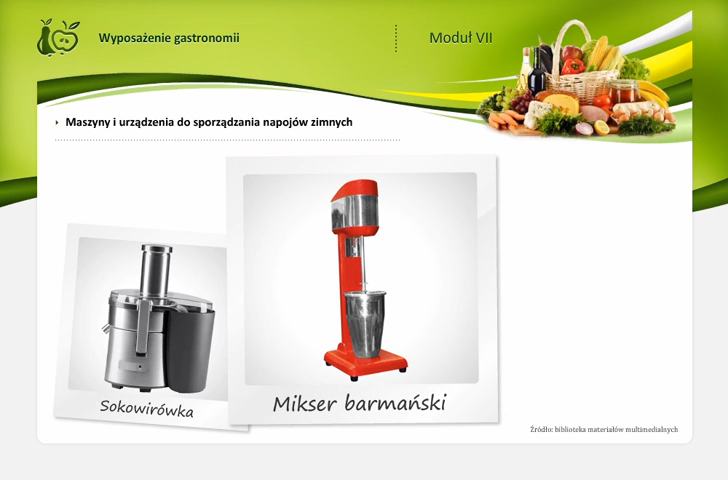 Wyposażenie gastronomii
Moduł VII
Maszyny i urządzenia do sporządzania napojów zimnych
Sokowirówka
Mikser barmański
Źródło: biblioteka materiałów multimedialnych